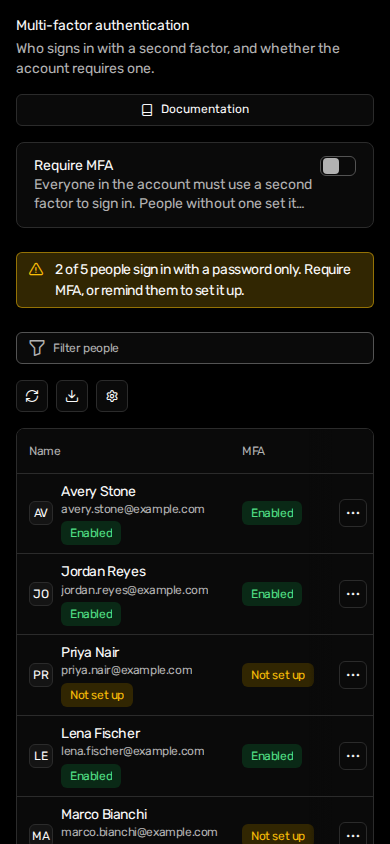 Multi-factor authentication
Who signs in with a second factor, and whether the
account requires one.
Documentation
Require MFA
Everyone in the account must use a second
factor to sign in. People without one set it...
2 of 5 people sign in with a password only. Require
MFA, or remind them to set it up.
Filter people
Name MFA
Avery Stone
AV avery.stone@example.com Enabled
Enabled
Jordan Reyes
JO jordan.reyes@example.com Enabled
Enabled
Priya Nair
PR priya.nair@example.com Not set up
Not set up
Lena Fischer
LE lena.fischer@example.com Enabled
Enabled
Marco Bianchi
MA marco.bianchi@example.com Not set up